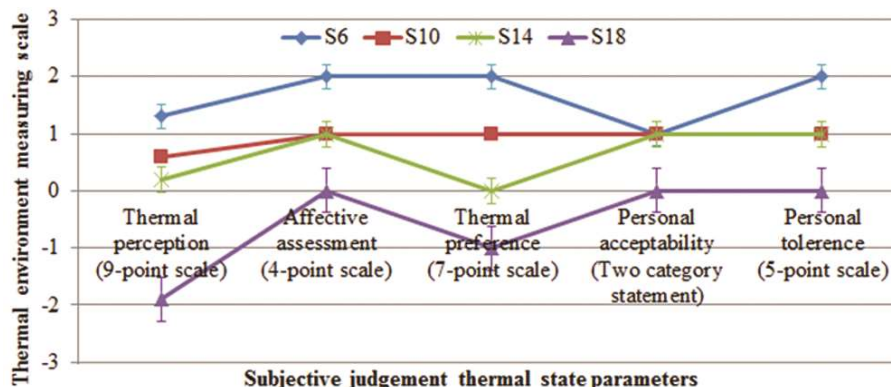 Thermal environment measuring scale
3
2
1
0
-1
-2
-3
S6 S10 S14 S18
Thermal perception (9-point scale)
Affective assessment (4-point scale)
Thermal preference (7-point scale)
Personal acceptability (Two category statement)
Personal tolerence (5-point scale)
Subjective judgement thermal state parameters